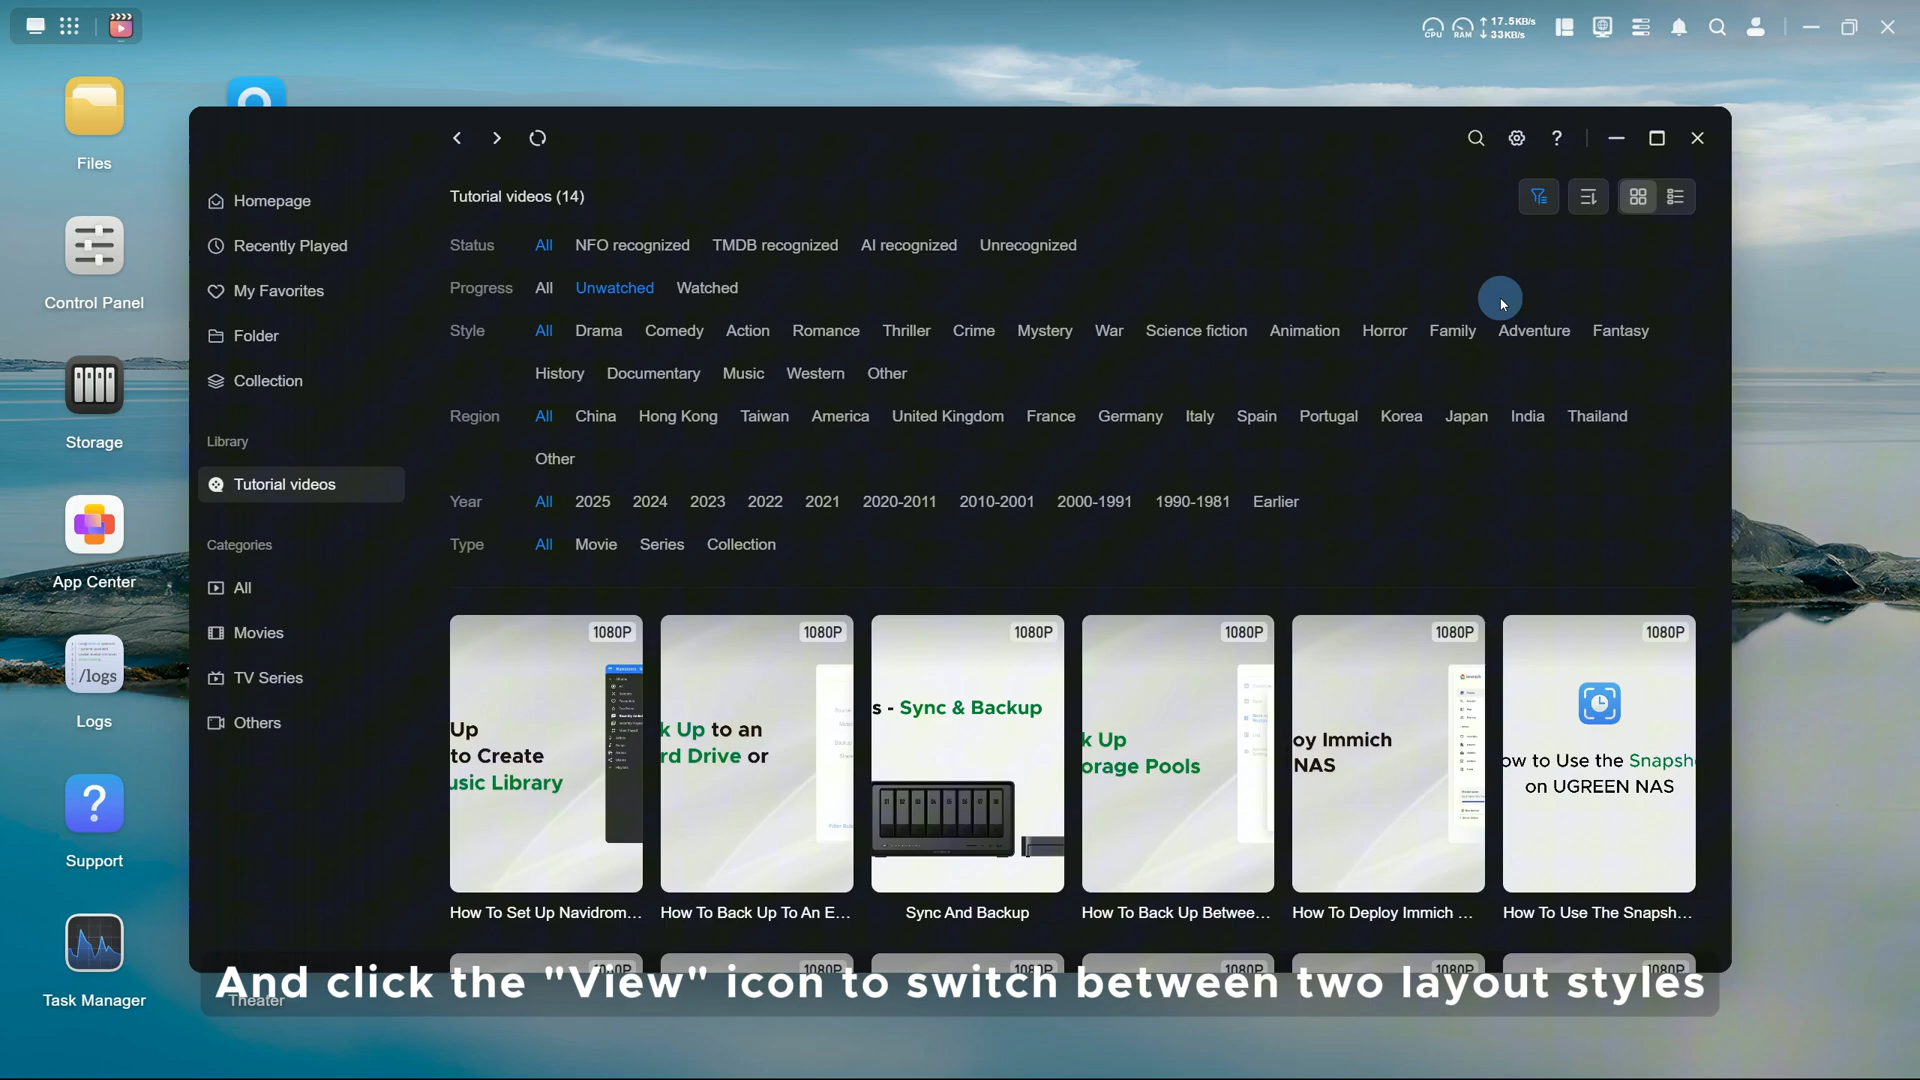 CPU RAM 17.5KB/s
33KB/s
Files
Control Panel
Storage
App Center
/logs
Logs
Support
Task Manager
Theater
Homepage
Recently Played
My Favorites
Folder
Collection
Library
Tutorial videos
Categories
All
Movies
TV Series
Others
Tutorial videos (14)
Status All NFO recognized TMDB recognized AI recognized Unrecognized
Progress All Unwatched Watched
Style All Drama Comedy Action Romance Thriller Crime Mystery War Science fiction Animation Horror Family Adventure Fantasy
History Documentary Music Western Other
Region All China Hong Kong Taiwan America United Kingdom France Germany Italy Spain Portugal Korea Japan India Thailand
Other
Year All 2025 2024 2023 2022 2021 2020-2011 2010-2001 2000-1991 1990-1981 Earlier
Type All Movie Series Collection
1080P
Up
to Create
usic Library
How To Set Up Navidrom...
1080P
k Up to an
rd Drive or
How To Back Up To An E...
1080P
s - Sync & Backup
Sync And Backup
1080P
k Up
orage Pools
How To Back Up Betwee...
1080P
immich
oy Immich
NAS
How To Deploy Immich ...
1080P
ow to Use the Snapsh
on UGREEN NAS
How To Use The Snapsh...
1080P 1080P 1080P 1080P 1080P 1080P
And click the "View" icon to switch between two layout styles